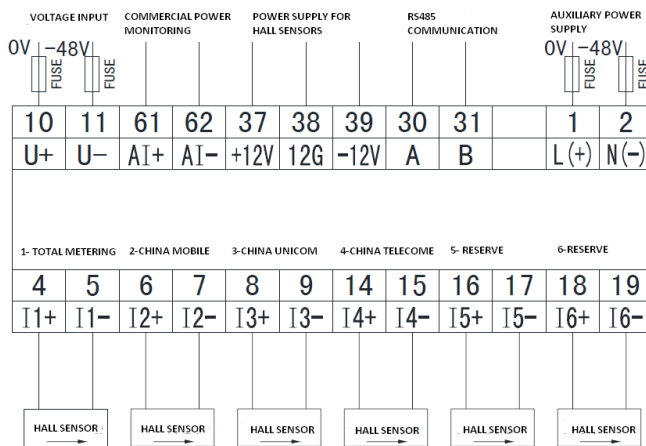 VOLTAGE INPUT
COMMERCIAL POWER
MONITORING
POWER SUPPLY FOR
HALL SENSORS
RS485
COMMUNICATION
AUXILIARY POWER
SUPPLY
0V -48V 0V -48V
FUSE FUSE FUSE FUSE
10 11 61 62 37 38 39 30 31 1 2
U+ U- AI+ AI- +12V 12G -12V A B L(+) N(-)
1- TOTAL METERING 2-CHINA MOBILE 3-CHINA UNICOM 4-CHINA TELECOME 5- RESERVE 6-RESERVE
4 5 6 7 8 9 14 15 16 17 18 19
I1+ I1- I2+ I2- I3+ I3- I4+ I4- I5+ I5- I6+ I6-
HALL SENSOR HALL SENSOR HALL SENSOR HALL SENSOR HALL SENSOR HALL SENSOR